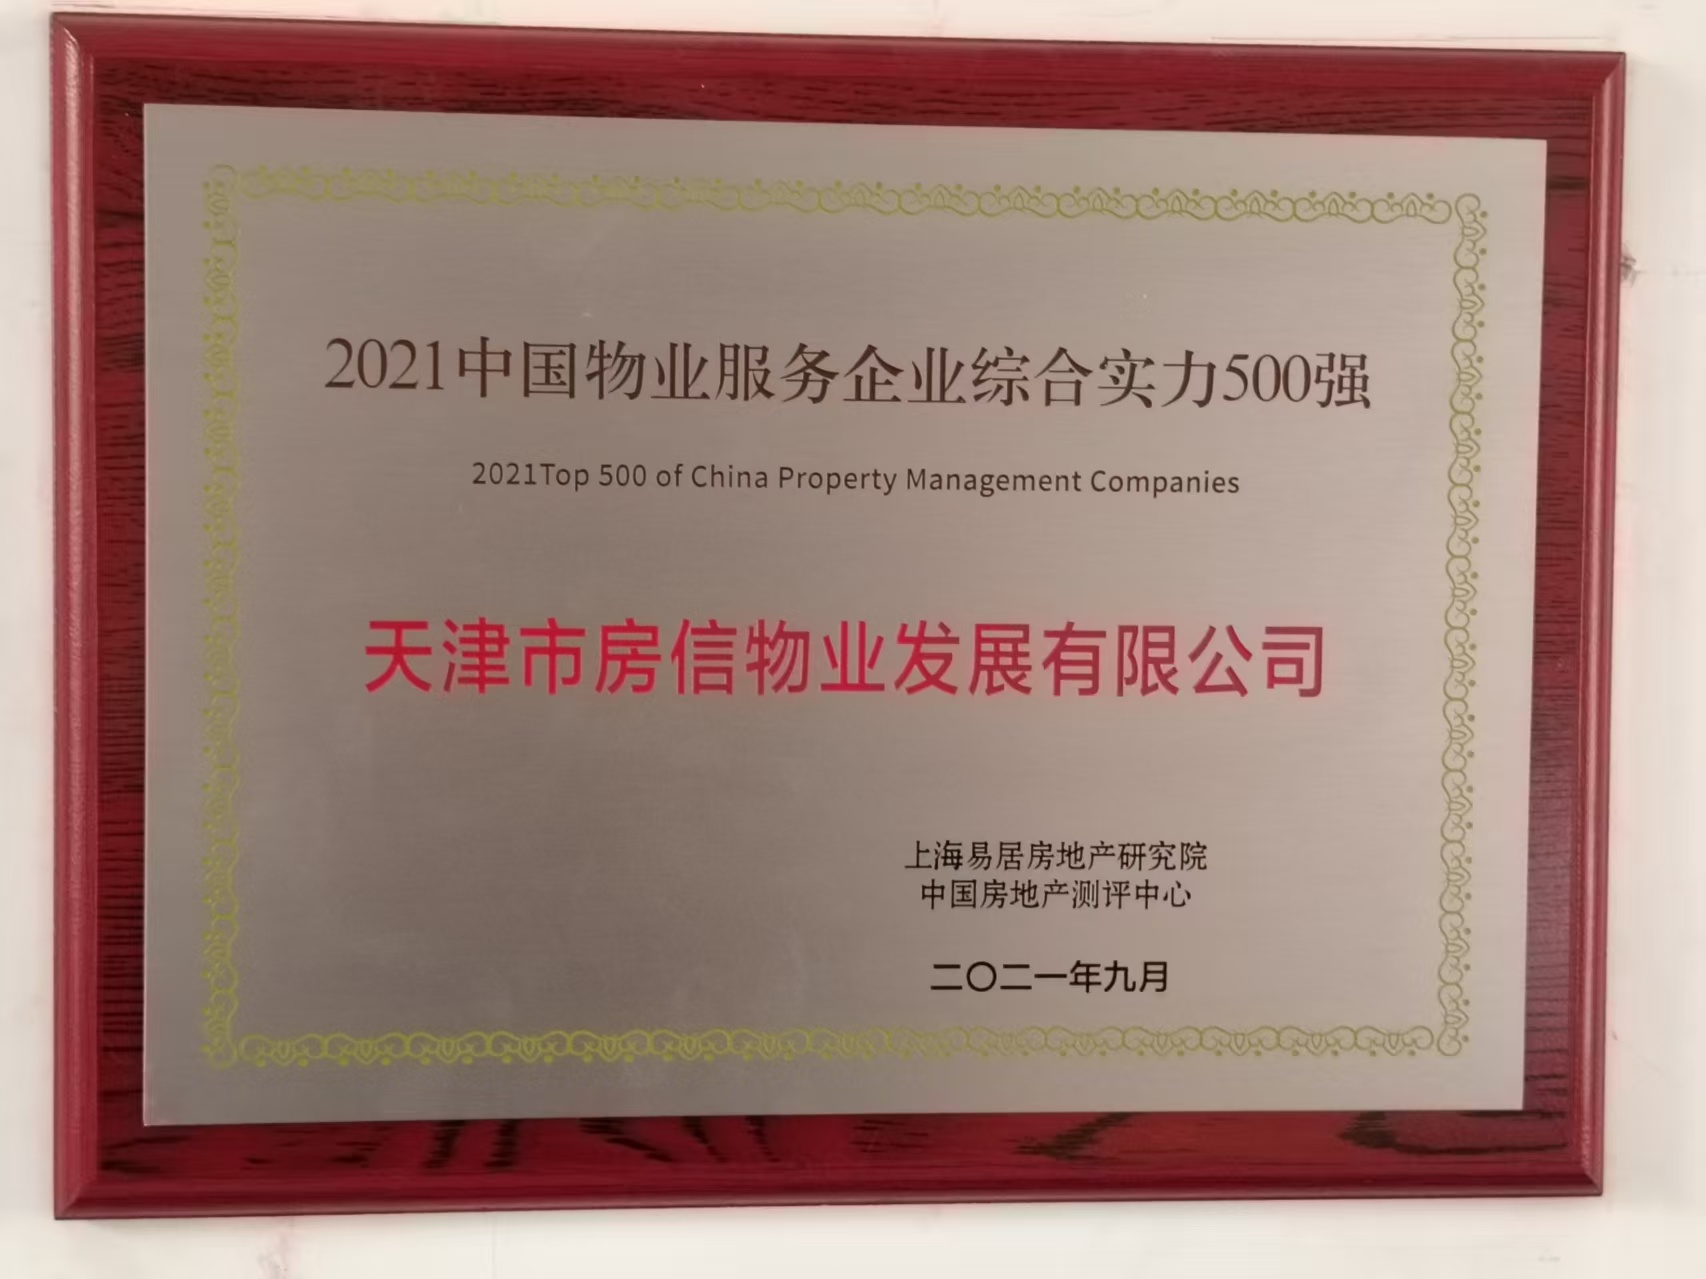 2021中国物业服务企业综合实力500强
2021Top 500 of China Property Management Companies
天津市房信物业发展有限公司
上海易居房地产研究院
中国房地产测评中心
二〇二一年九月